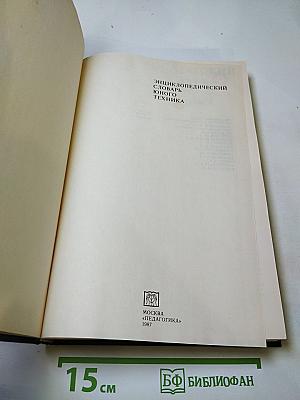 ЭНЦИКЛОПЕДИЧЕСКИЙ
СЛОВАРЬ
ЮНОГО
ТЕХНИКА
МОСКВА
«ПЕДАГОГИКА»
1987
15 см
БФ БИБЛИОФАН